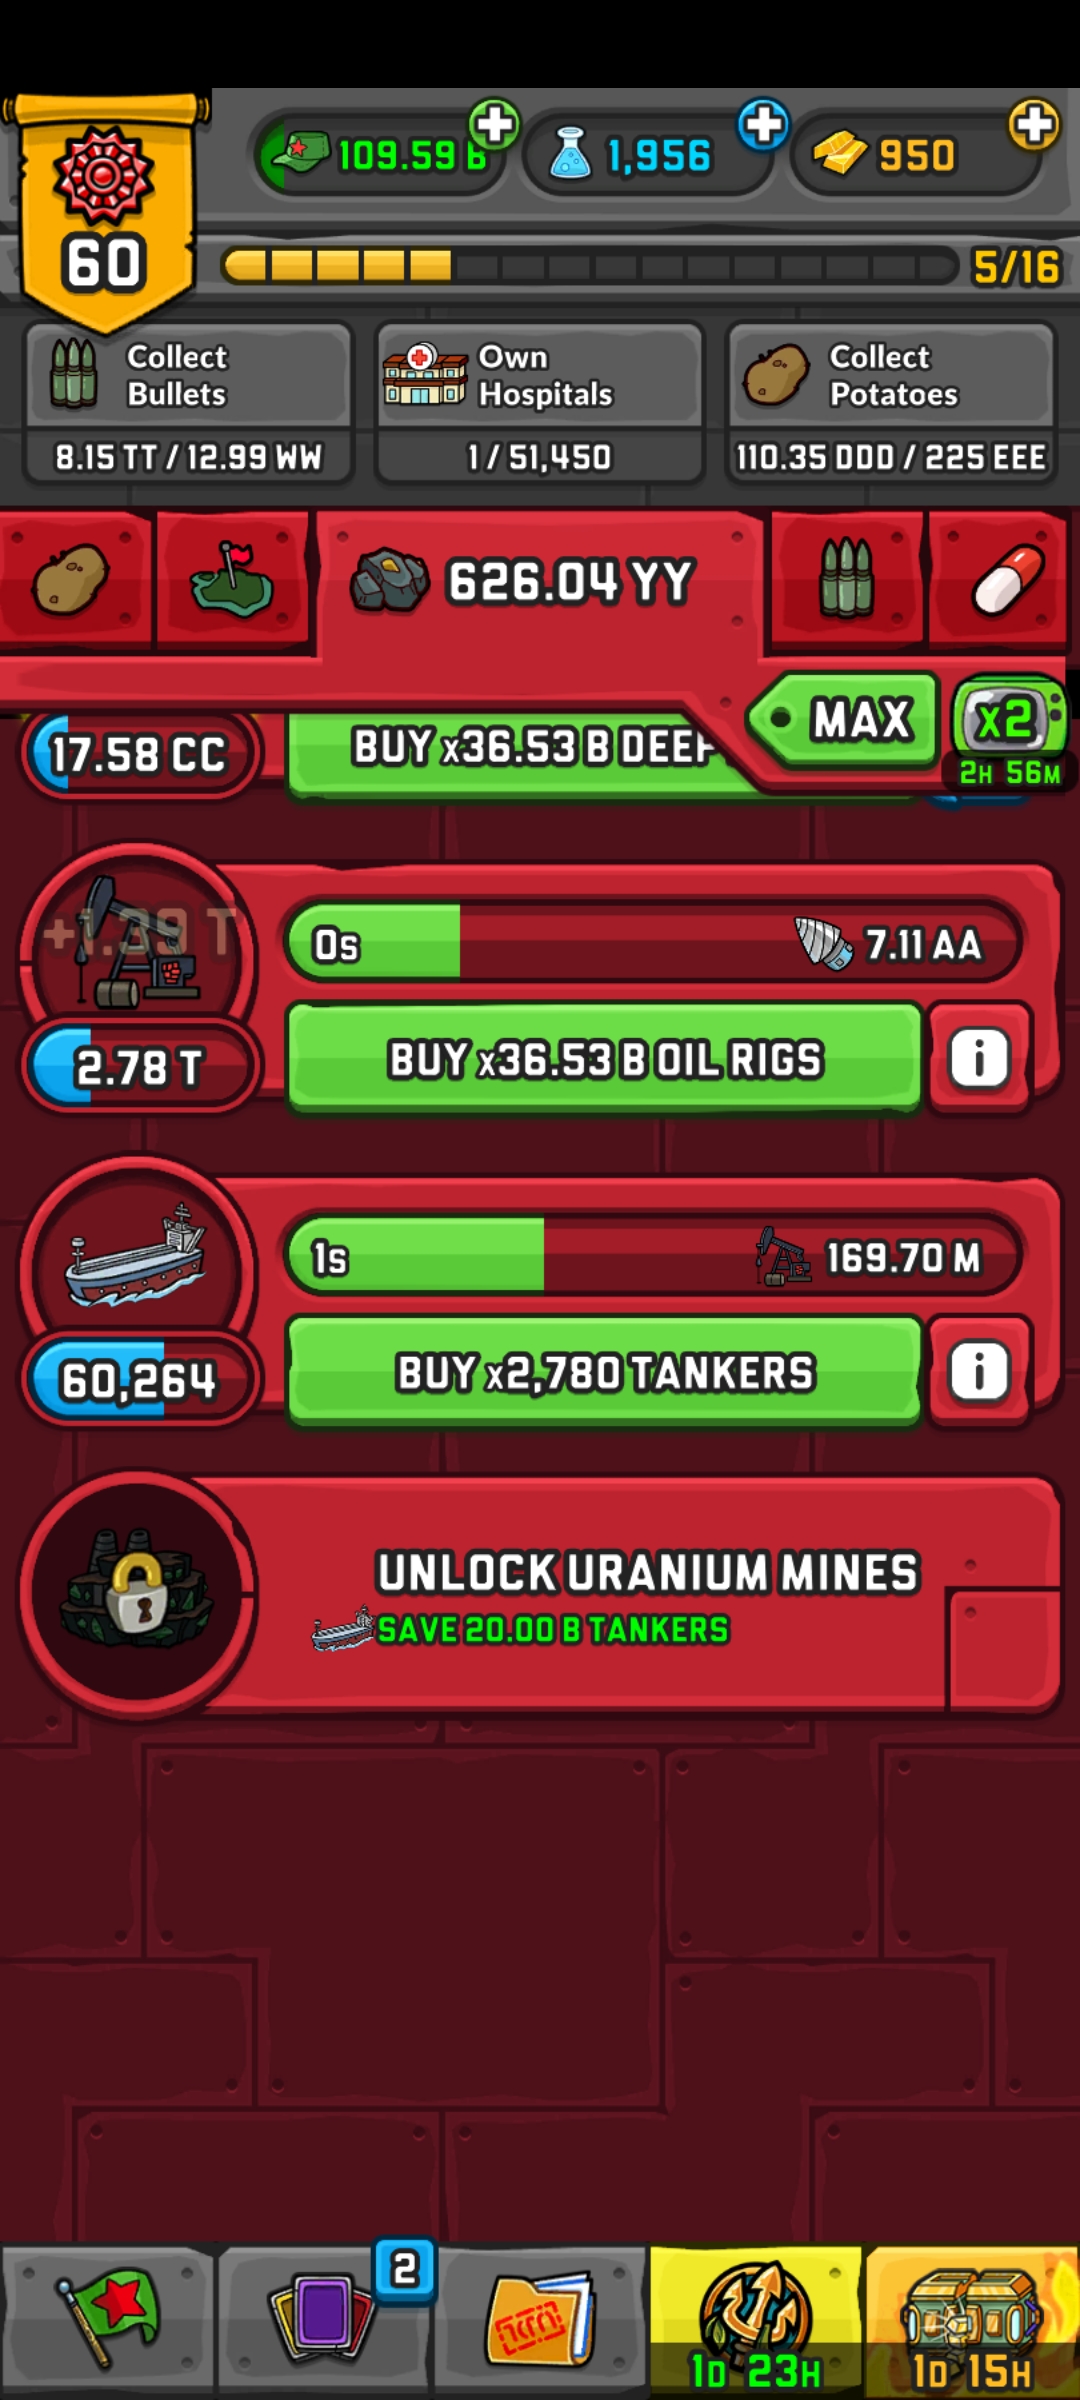 109.59 B
1,956
950
60
5/16
Collect
Bullets
8.15 TT / 12.99 WW
Own
Hospitals
1 / 51,450
Collect
Potatoes
110.35 DDD / 225 EEE
626.04 YY
MAX
x2
2H 56M
17.58 CC
BUY x36.53 B DEEP
+1.39 T
0s
7.11 AA
2.78 T
BUY x36.53 B OIL RIGS
i
1s
169.70 M
60,264
BUY x2,780 TANKERS
i
UNLOCK URANIUM MINES
SAVE 20.00 B TANKERS
2
1D 23H
1D 15H